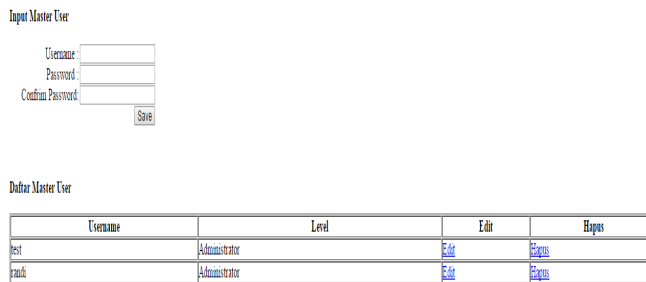 Input Master User
Username :
Password :
Confrim Password:
Save
Daftar Master User
Username Level Edit Hapus
test Administrator Edit Hapus
randi Administrator Edit Hapus